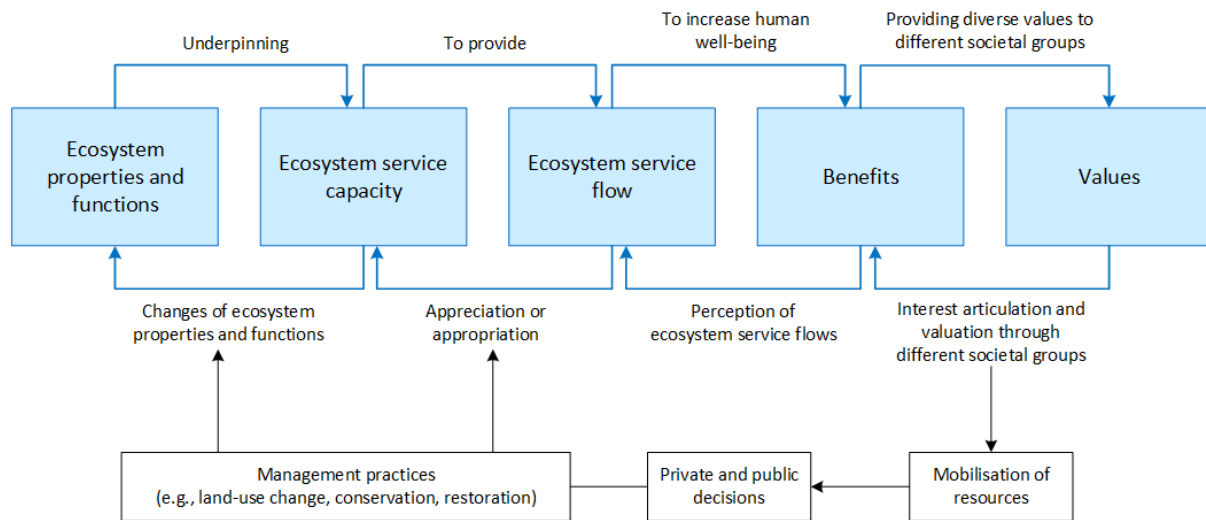 Underpinning
To provide
To increase human
well-being
Providing diverse values to
different societal groups
Ecosystem
properties and
functions
Ecosystem service
capacity
Ecosystem service
flow
Benefits
Values
Changes of ecosystem
properties and functions
Appreciation or
appropriation
Perception of
ecosystem service flows
Interest articulation and
valuation through
different societal groups
Management practices
(e.g., land-use change, conservation, restoration)
Private and public
decisions
Mobilisation of
resources